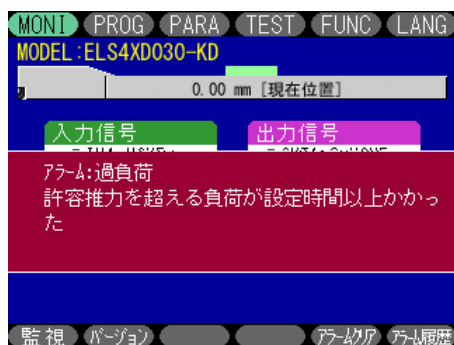 MONI PROG PARA TEST FUNC LANG
MODEL:ELS4XD030-KD
0.00 mm [現在位置]
入力信号 出力信号
アラーム:過負荷
許容推力を超える負荷が設定時間以上かかっ
た
監視 バージョン アラームクリア アラーム履歴